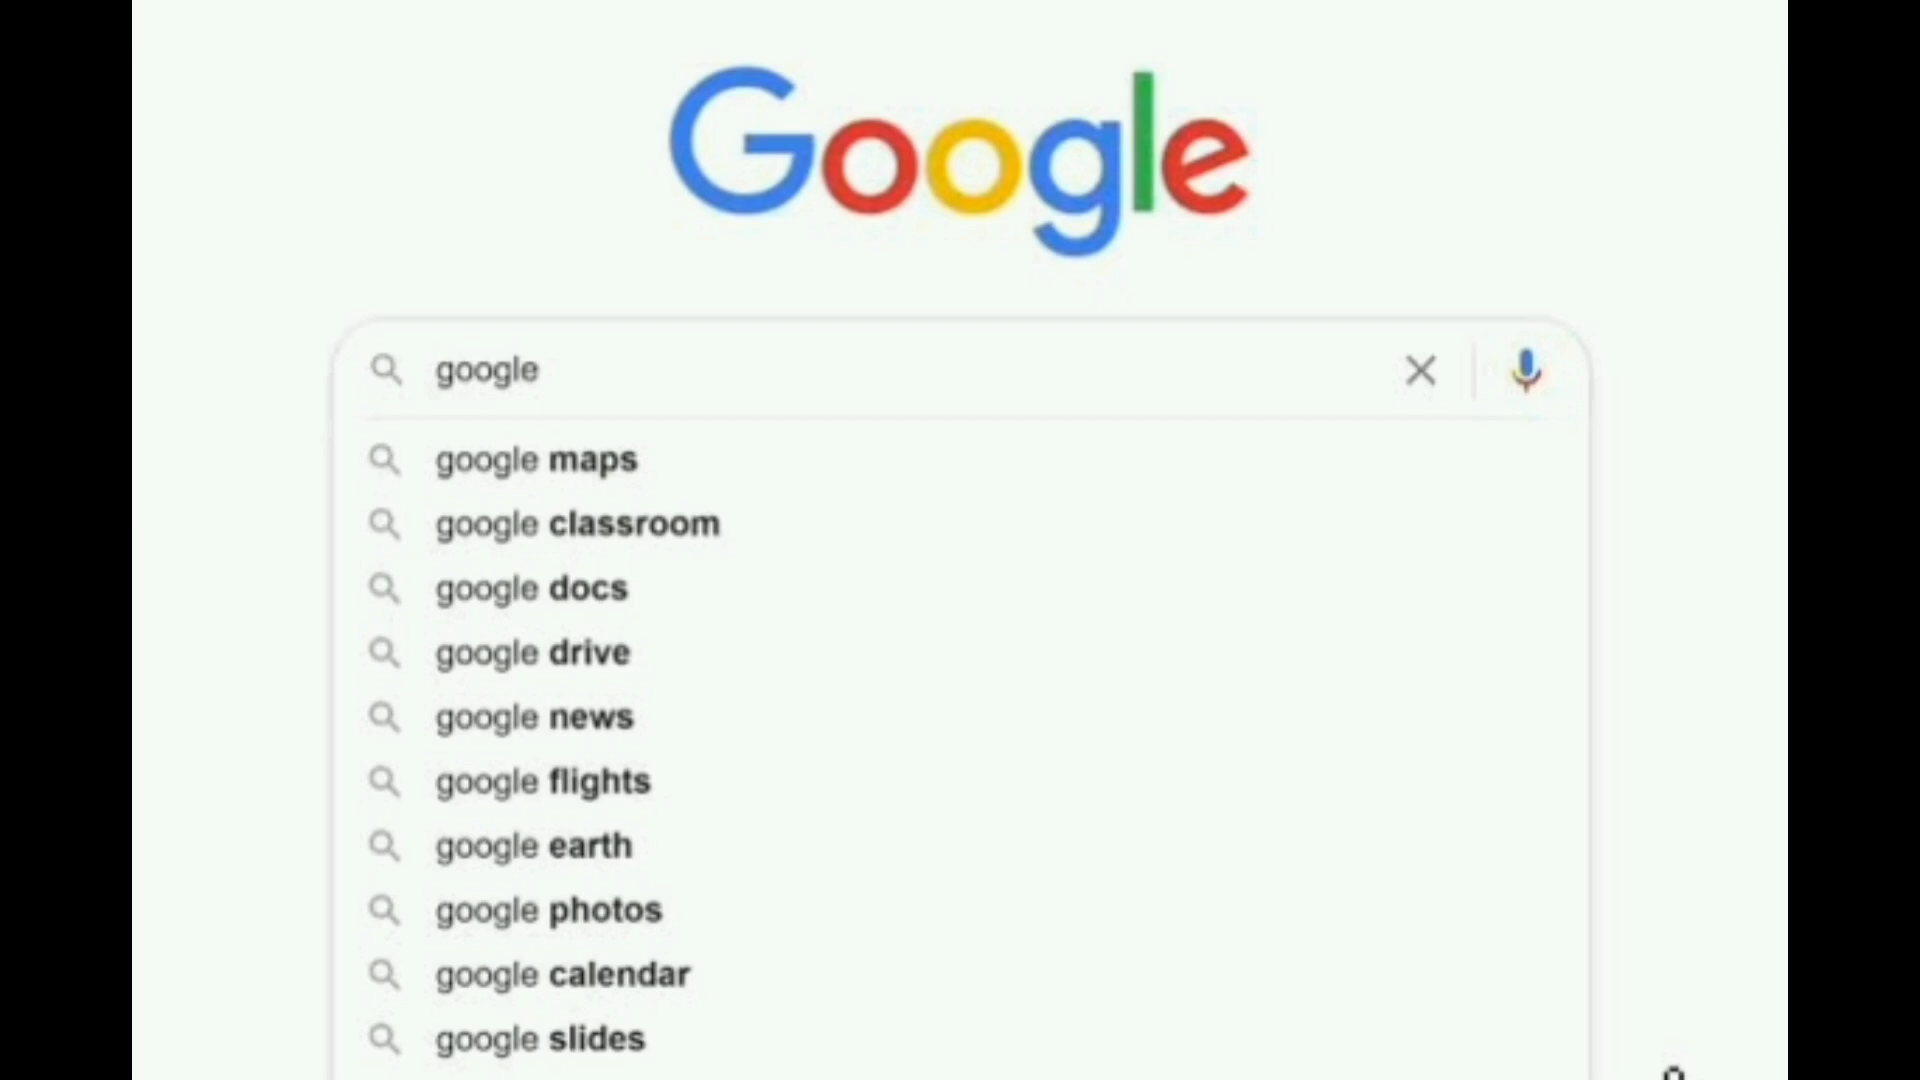 Google
google
google maps
google classroom
google docs
google drive
google news
google flights
google earth
google photos
google calendar
google slides